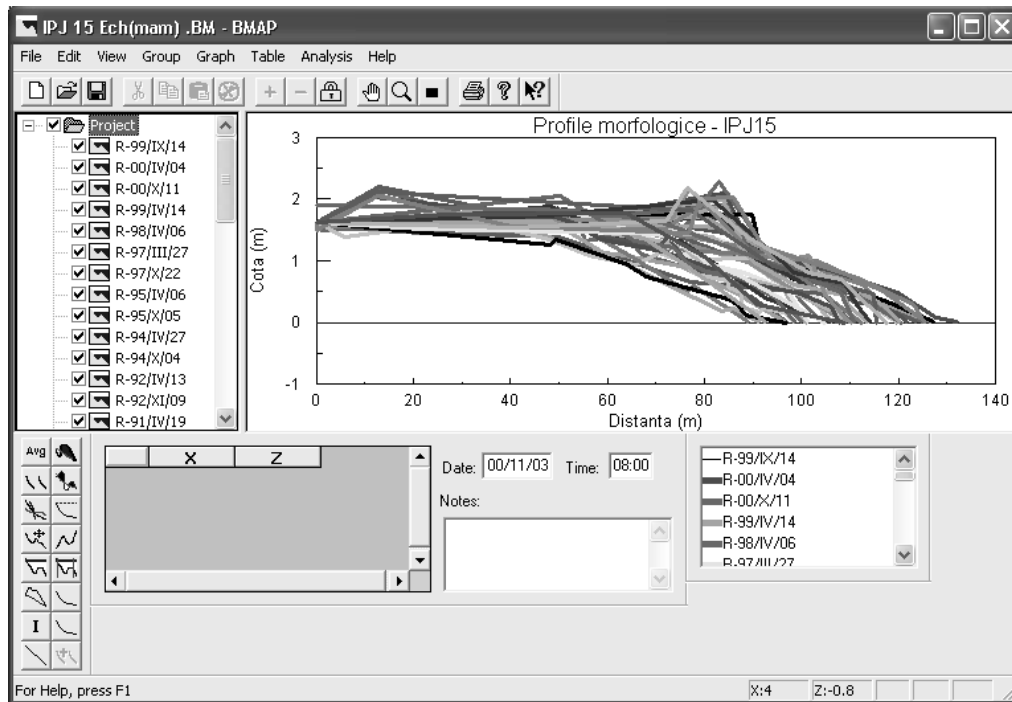 IPJ 15 Ech(mam) .BM - BMAP
File Edit View Group Graph Table Analysis Help
Project
R-99/IX/14
R-00/IV/04
R-00/X/11
R-99/IV/14
R-98/IV/06
R-97/III/27
R-97/X/22
R-95/IV/06
R-95/X/05
R-94/IV/27
R-94/X/04
R-92/IV/13
R-92/XI/09
R-91/IV/19
Profile morfologice - IPJ15
3
2
1
0
-1
Cota (m)
0 20 40 60 80 100 120 140
Distanta (m)
Avg
I
X Z
Date: 00/11/03 Time: 08:00
Notes:
R-99/IX/14
R-00/IV/04
R-00/X/11
R-99/IV/14
R-98/IV/06
R-97/III/27
For Help, press F1
X:4 Z:-0.8